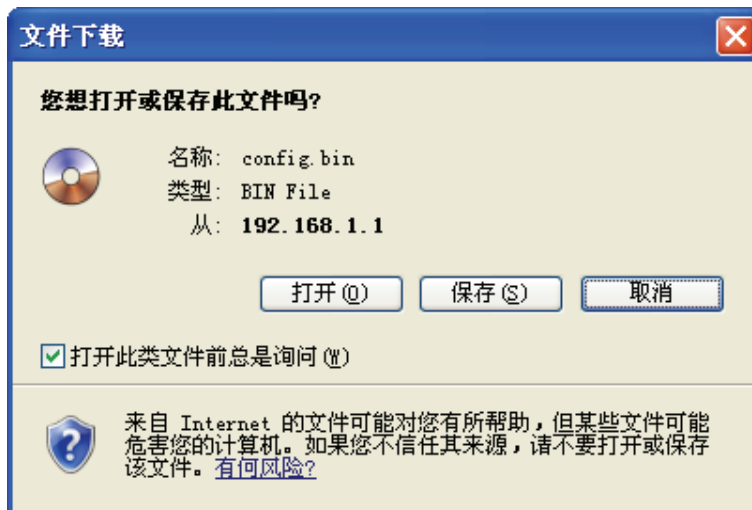 文件下载
您想打开或保存此文件吗?
名称: config.bin
类型: BIN File
从: 192.168.1.1
打开(O) 保存(S) 取消
打开此类文件前总是询问(W)
来自 Internet 的文件可能对您有所帮助，但某些文件可能
危害您的计算机。如果您不信任其来源，请不要打开或保存
该文件。有何风险?